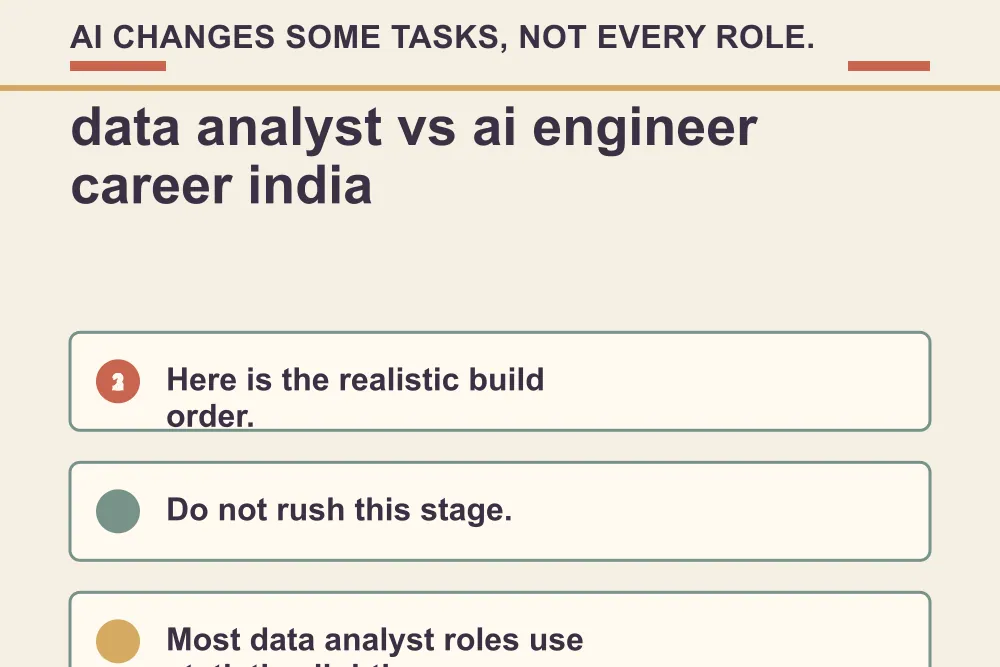 AI CHANGES SOME TASKS, NOT EVERY ROLE.
data analyst vs ai engineer
career india
Here is the realistic build
order.
Do not rush this stage.
Most data analyst roles use